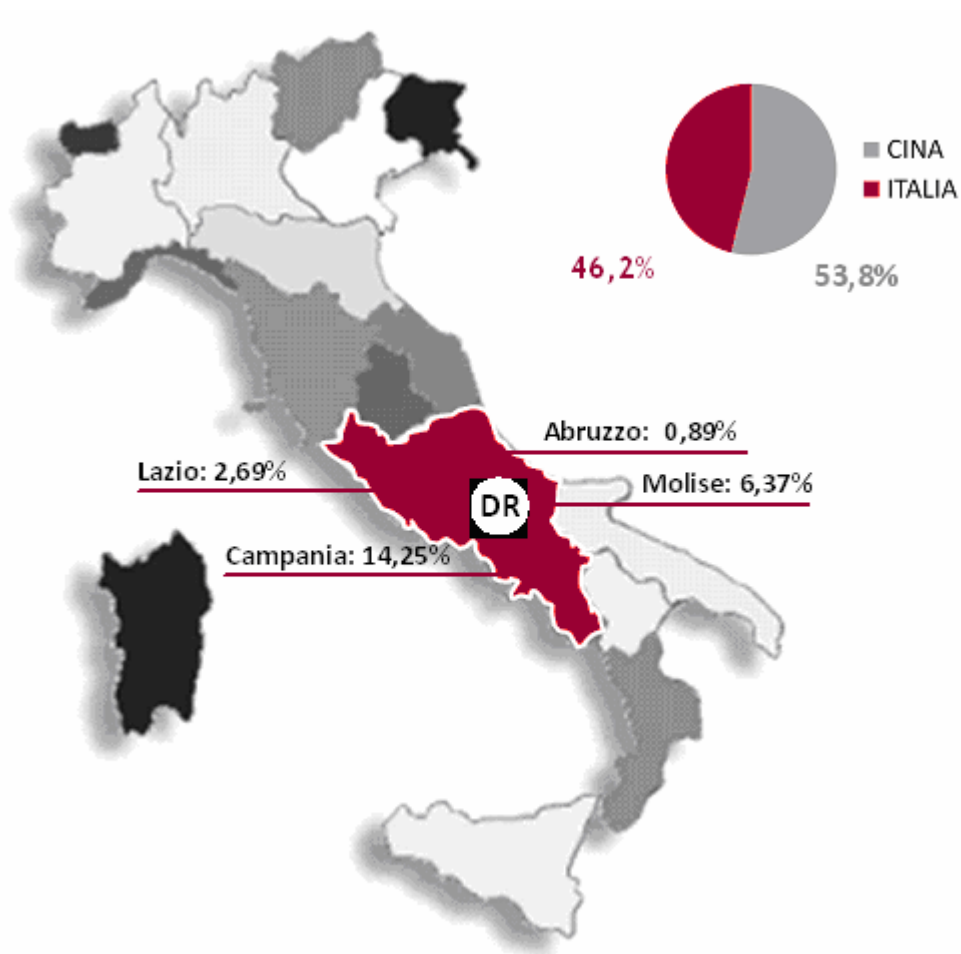 CINA
ITALIA
46,2%
53,8%
Abruzzo: 0,89%
Lazio: 2,69%
Molise: 6,37%
DR
Campania: 14,25%